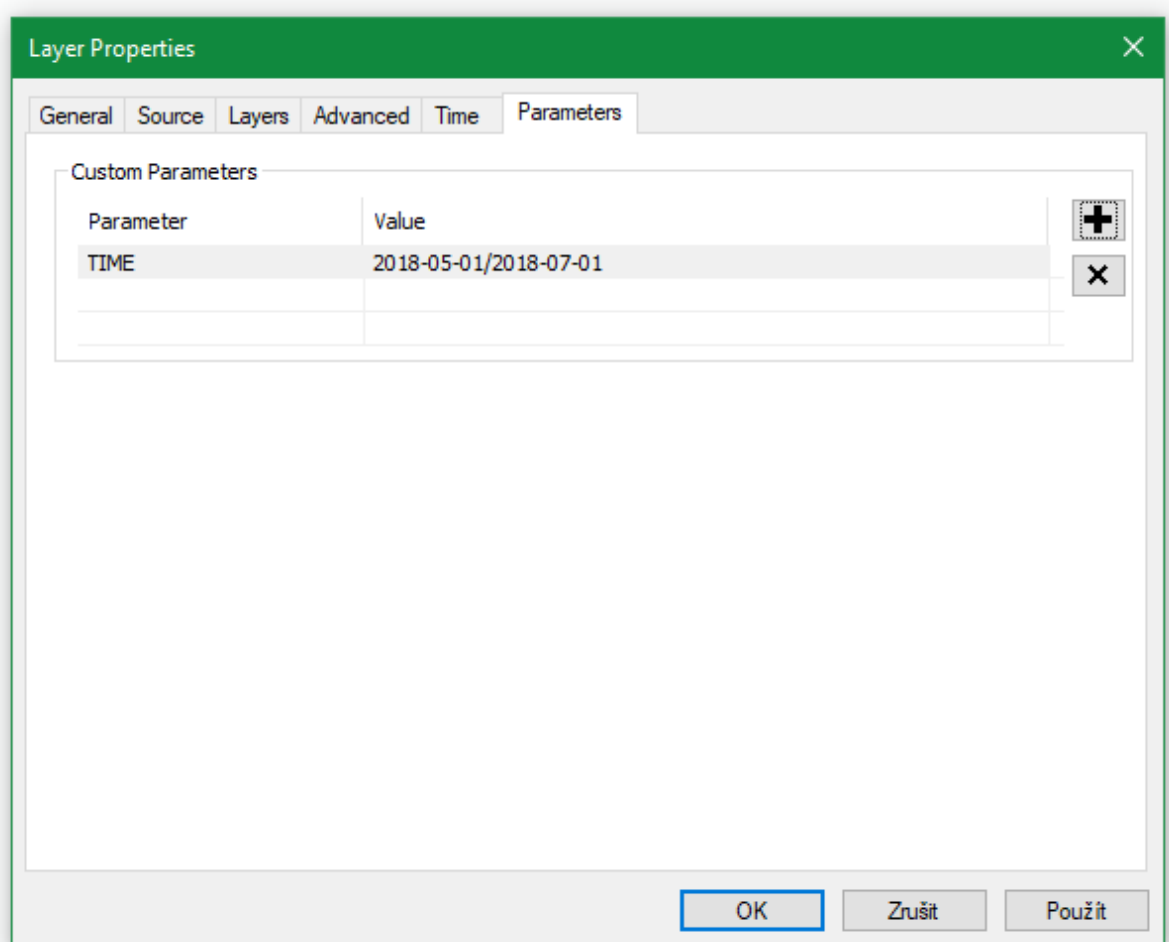 Layer Properties
General Source Layers Advanced Time Parameters
Custom Parameters
Parameter Value
TIME 2018-05-01/2018-07-01
OK Zrušit Použít